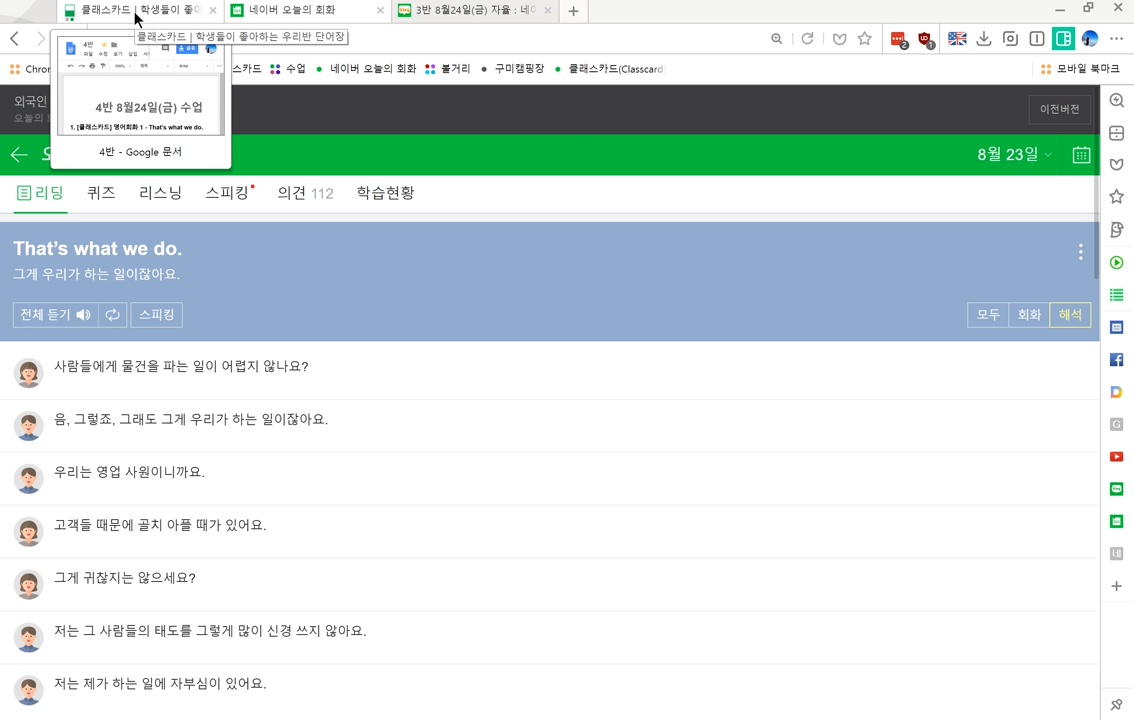 클래스카드 | 학생들이 좋아
네이버 오늘의 회화
3반 8월24일(금) 자율 : 네이
클래스카드 | 학생들이 좋아하는 우리반 단어장
4반
4반 8월24일(금) 수업
1. [클래스카드] 영어회화 1 - That's what we do.
4반 - Google 문서
2
1
Chron
스카드
수업
네이버 오늘의 회화
볼거리
구미캠핑장
클래스카드(Classcard)
모바일 북마크
외국인
이전버전
8월 23일
리딩
퀴즈
리스닝
스피킹
의견 112
학습현황
That's what we do.
그게 우리가 하는 일이잖아요.
전체 듣기
스피킹
모두
회화
해석
사람들에게 물건을 파는 일이 어렵지 않나요?
음, 그렇죠, 그래도 그게 우리가 하는 일이잖아요.
우리는 영업 사원이니까요.
고객들 때문에 골치 아플 때가 있어요.
그게 귀찮지는 않으세요?
저는 그 사람들의 태도를 그렇게 많이 신경 쓰지 않아요.
저는 제가 하는 일에 자부심이 있어요.